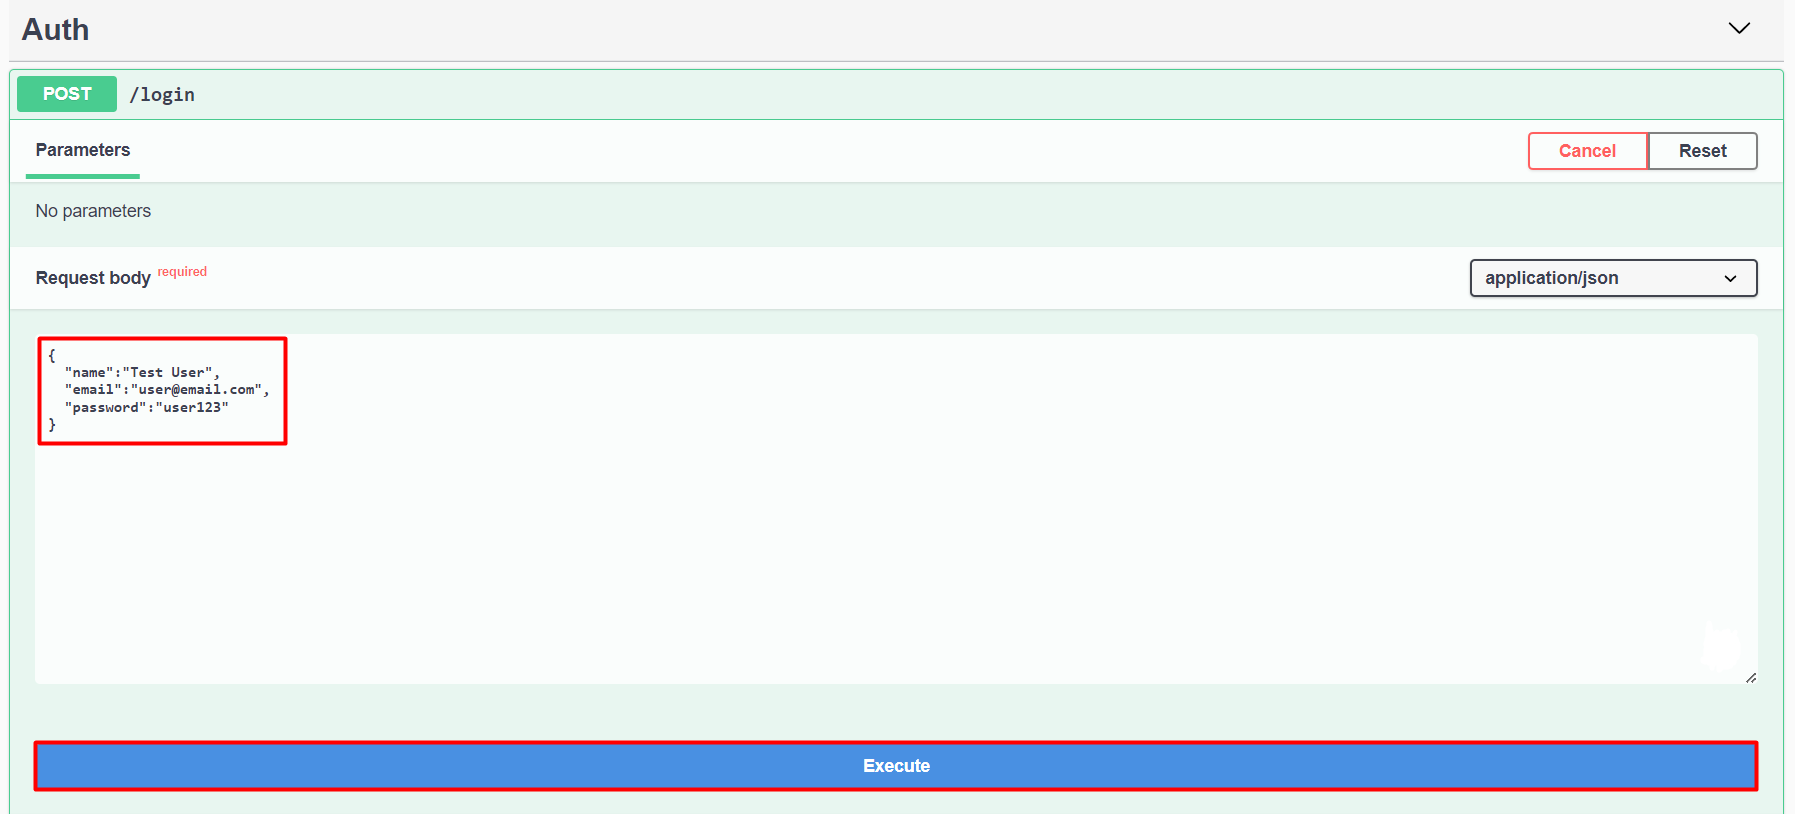 Auth
POST /login
Parameters
Cancel Reset
No parameters
Request body required
application/json
{
  "name":"Test User",
  "email":"user@email.com",
  "password":"user123"
}
Execute